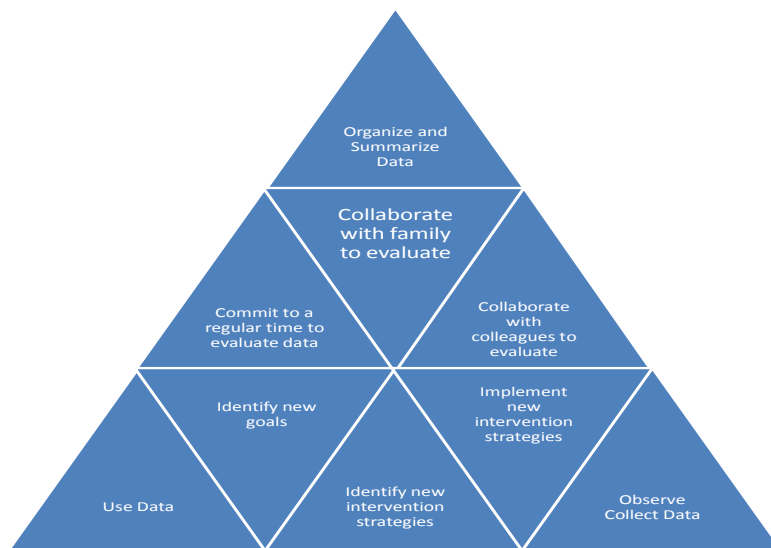 Organize and
Summarize
Data
Collaborate
with family
to evaluate
Commit to a
regular time to
evaluate data
Collaborate
with
colleagues to
evaluate
Use Data
Identify new
goals
Identify new
intervention
strategies
Implement
new
intervention
strategies
Observe
Collect Data